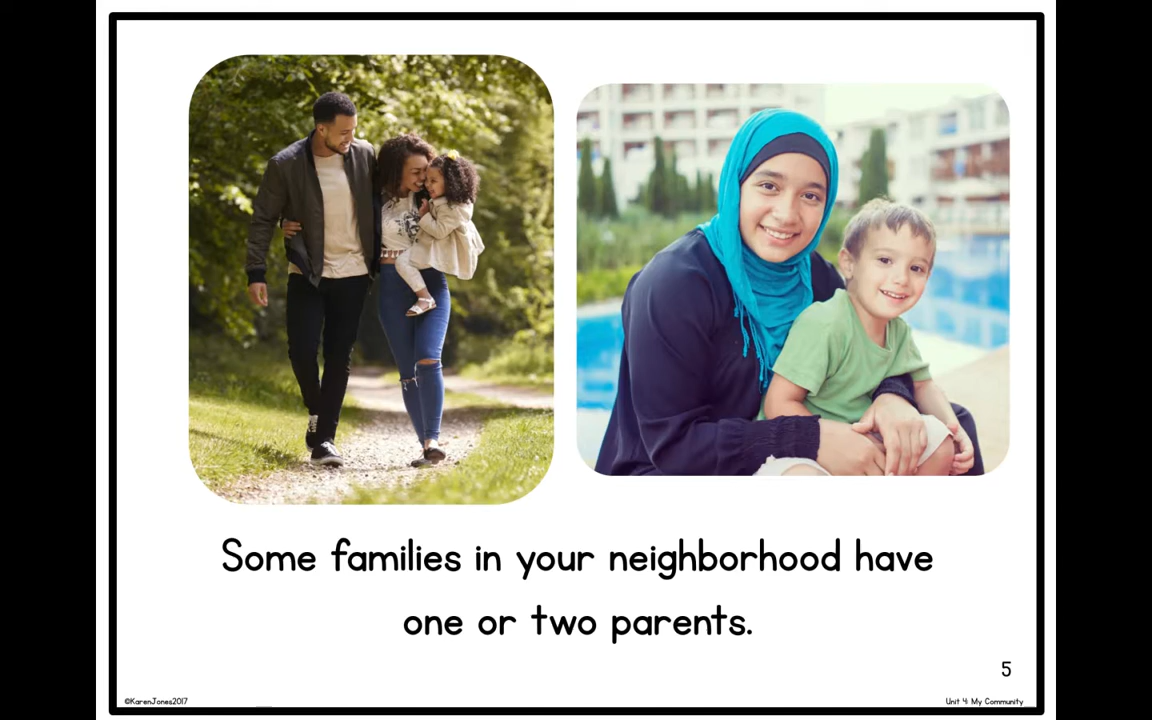 Some families in your neighborhood have
one or two parents.
5
©KarenJones2017
Unit 4: My Community